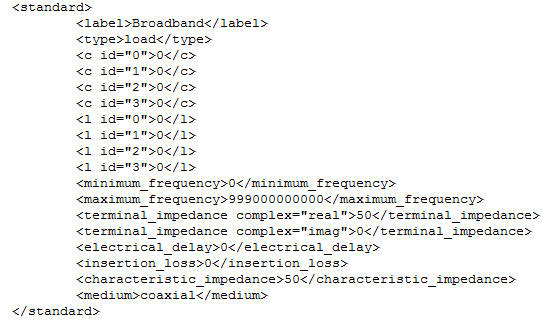 <standard>
<label>Broadband</label>
<type>load</type>
<c id="0">0</c>
<c id="1">0</c>
<c id="2">0</c>
<c id="3">0</c>
<l id="0">0</l>
<l id="1">0</l>
<l id="2">0</l>
<l id="3">0</l>
<minimum_frequency>0</minimum_frequency>
<maximum_frequency>999000000000</maximum_frequency>
<terminal_impedance complex="real">50</terminal_impedance>
<terminal_impedance complex="imag">0</terminal_impedance>
<electrical_delay>0</electrical_delay>
<insertion_loss>0</insertion_loss>
<characteristic_impedance>50</characteristic_impedance>
<medium>coaxial</medium>
</standard>